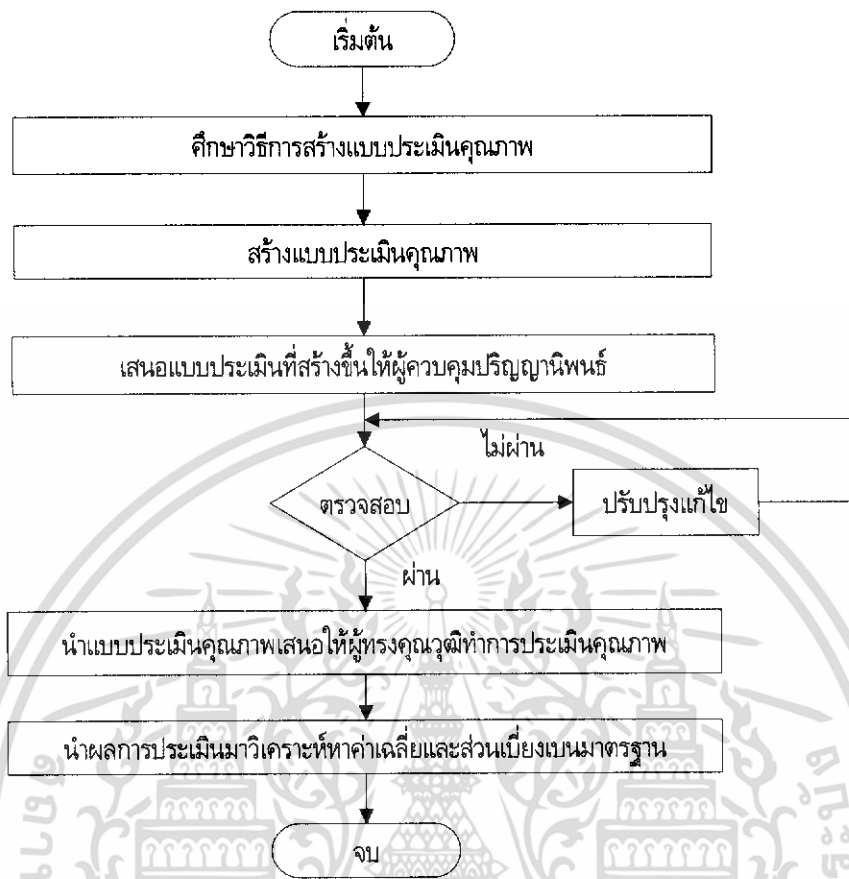 เริ่มต้น
ศึกษาวิธีการสร้างแบบประเมินคุณภาพ
สร้างแบบประเมินคุณภาพ
เสนอแบบประเมินที่สร้างขึ้นให้ผู้ควบคุมปริญญานิพนธ์
ไม่ผ่าน
ตรวจสอบ
ปรับปรุงแก้ไข
ผ่าน
นำแบบประเมินคุณภาพเสนอให้ผู้ทรงคุณวุฒิทำการประเมินคุณภาพ
นำผลการประเมินมาวิเคราะห์หาค่าเฉลี่ยและส่วนเบี่ยงเบนมาตรฐาน
จบ